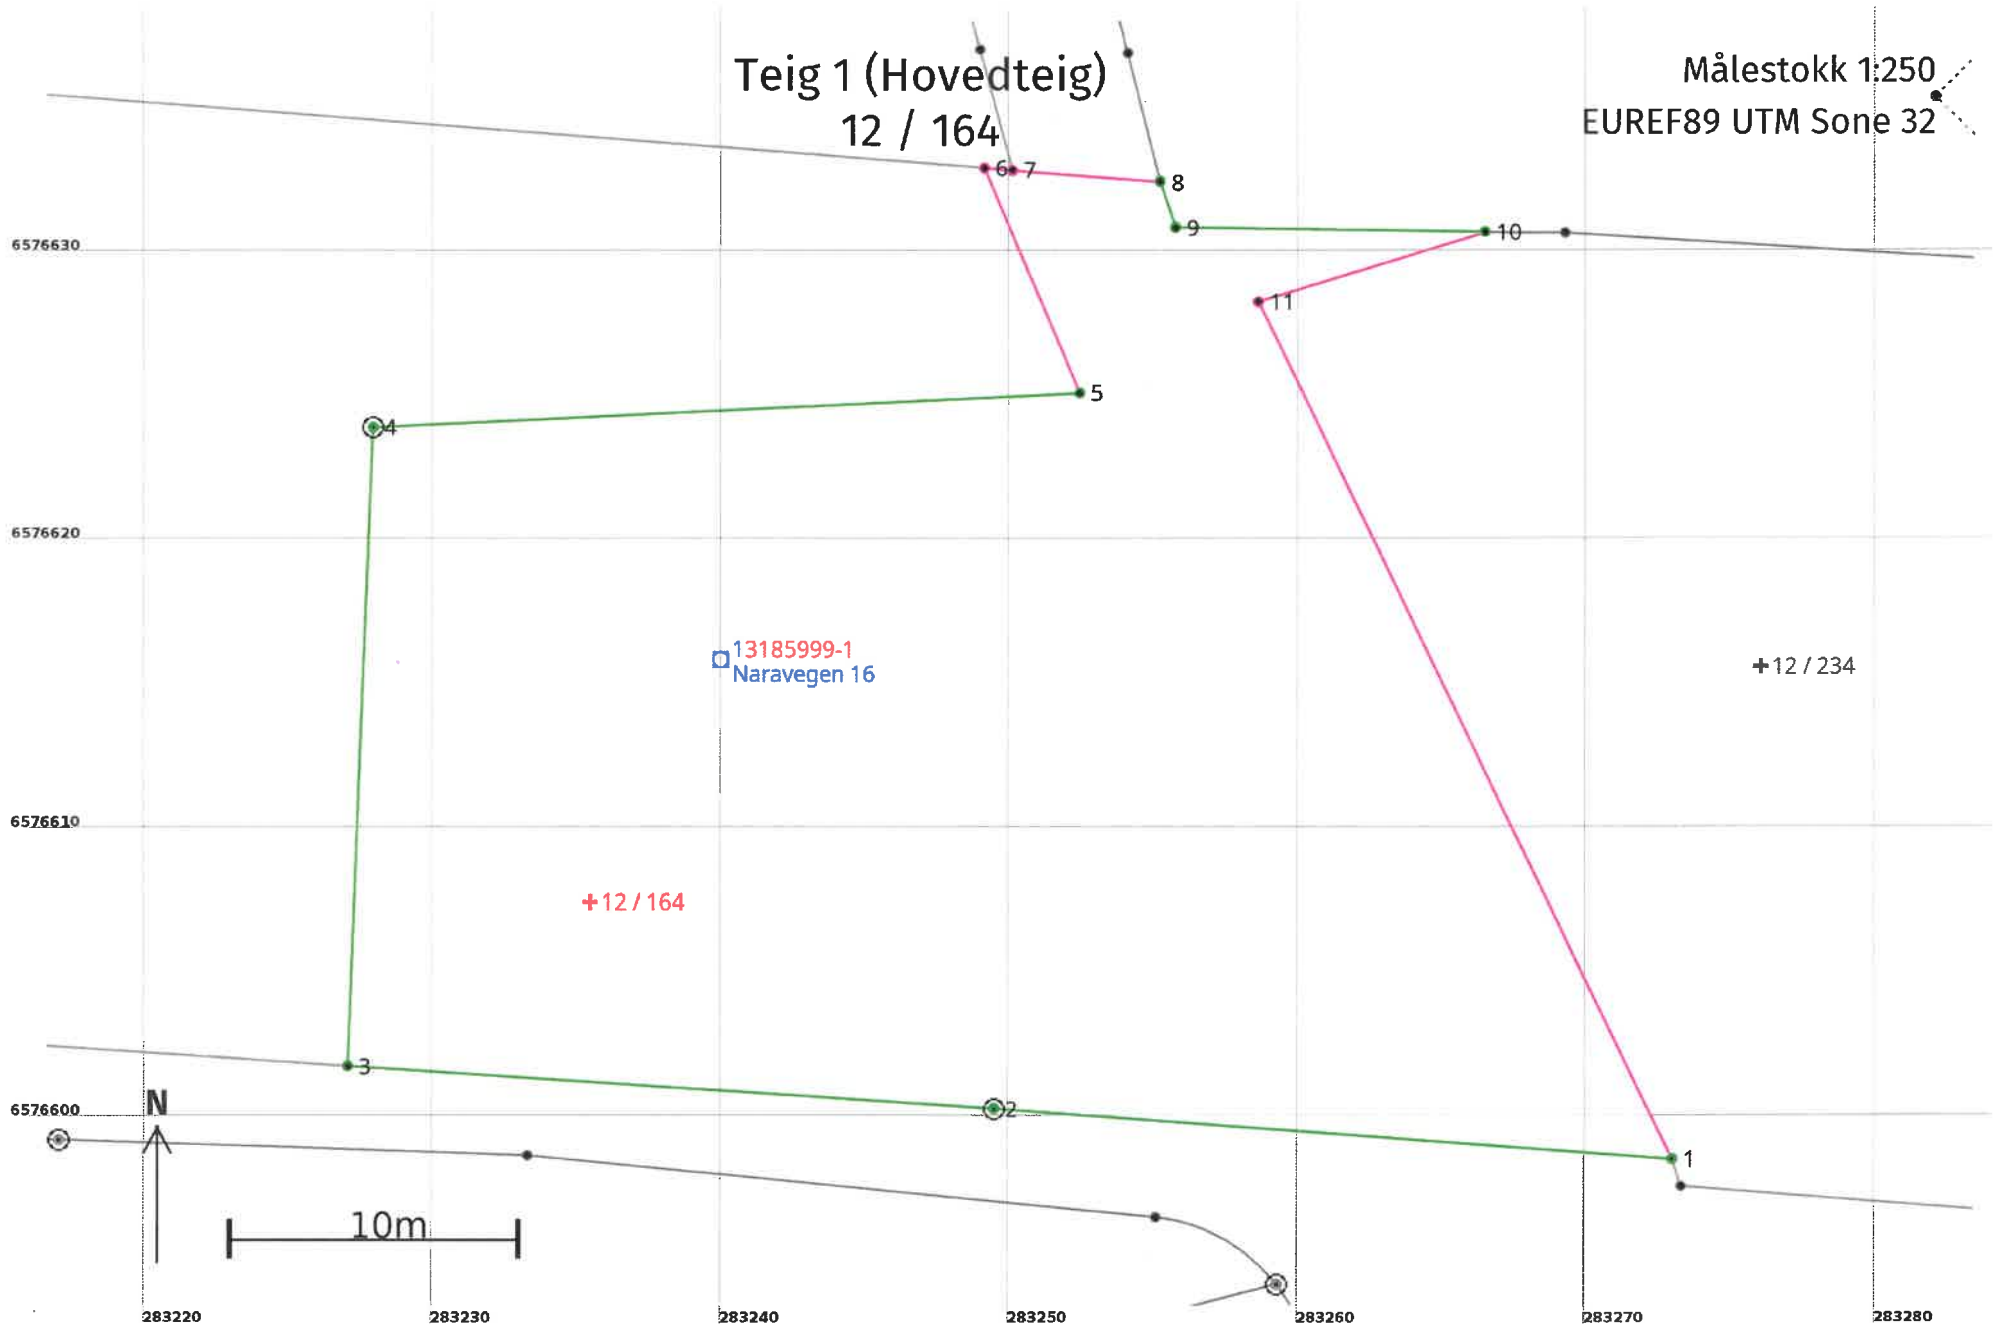 Teig 1 (Hovedteig)
12 / 164
Målestokk 1:250
EUREF89 UTM Sone 32
6
7
8
9
10
6576630
11
5
4
6576620
13185999-1
Naravegen 16
12 / 234
6576610
12 / 164
3
N
6576600
2
1
10m
283220
283230
283240
283250
283260
283270
283280